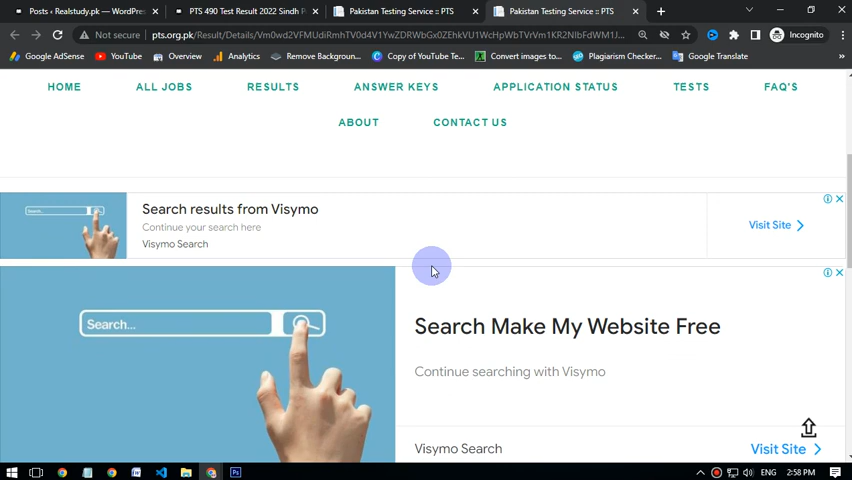 Posts ‹ Realstudy.pk — WordPres
PTS 490 Test Result 2022 Sindh P
Pakistan Testing Service :: PTS
Pakistan Testing Service :: PTS
Not secure
pts.org.pk
Incognito
Google AdSense
YouTube
Overview
Analytics
Remove Backgroun...
Copy of YouTube Te...
Convert images to...
Plagiarism Checker...
Google Translate
HOME
ALL JOBS
RESULTS
ANSWER KEYS
APPLICATION STATUS
TESTS
FAQ'S
ABOUT
CONTACT US
Search...
Search results from Visymo
Continue your search here
Visymo Search
Visit Site
Search...
Search Make My Website Free
Continue searching with Visymo
Visymo Search
Visit Site
ENG
2:58 PM